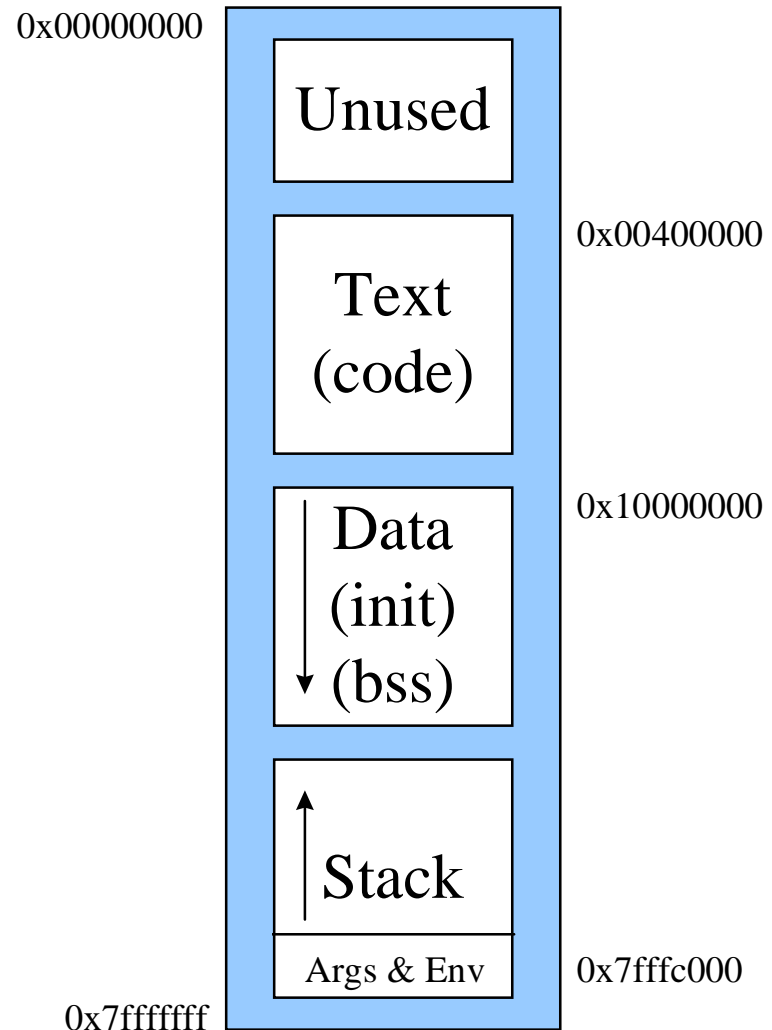 0x00000000
Unused
0x00400000
Text
(code)
0x10000000
Data
(init)
(bss)
Stack
Args & Env
0x7fffc000
0x7fffffff